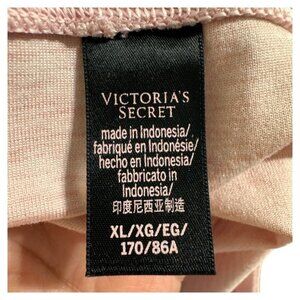 VICTORIA'S
SECRET
made in Indonesia/
fabriqué en Indonésie/
hecho en Indonesia/
fabbricato in
Indonesia/
印度尼西亚制造
XL/XG/EG/
170/86A